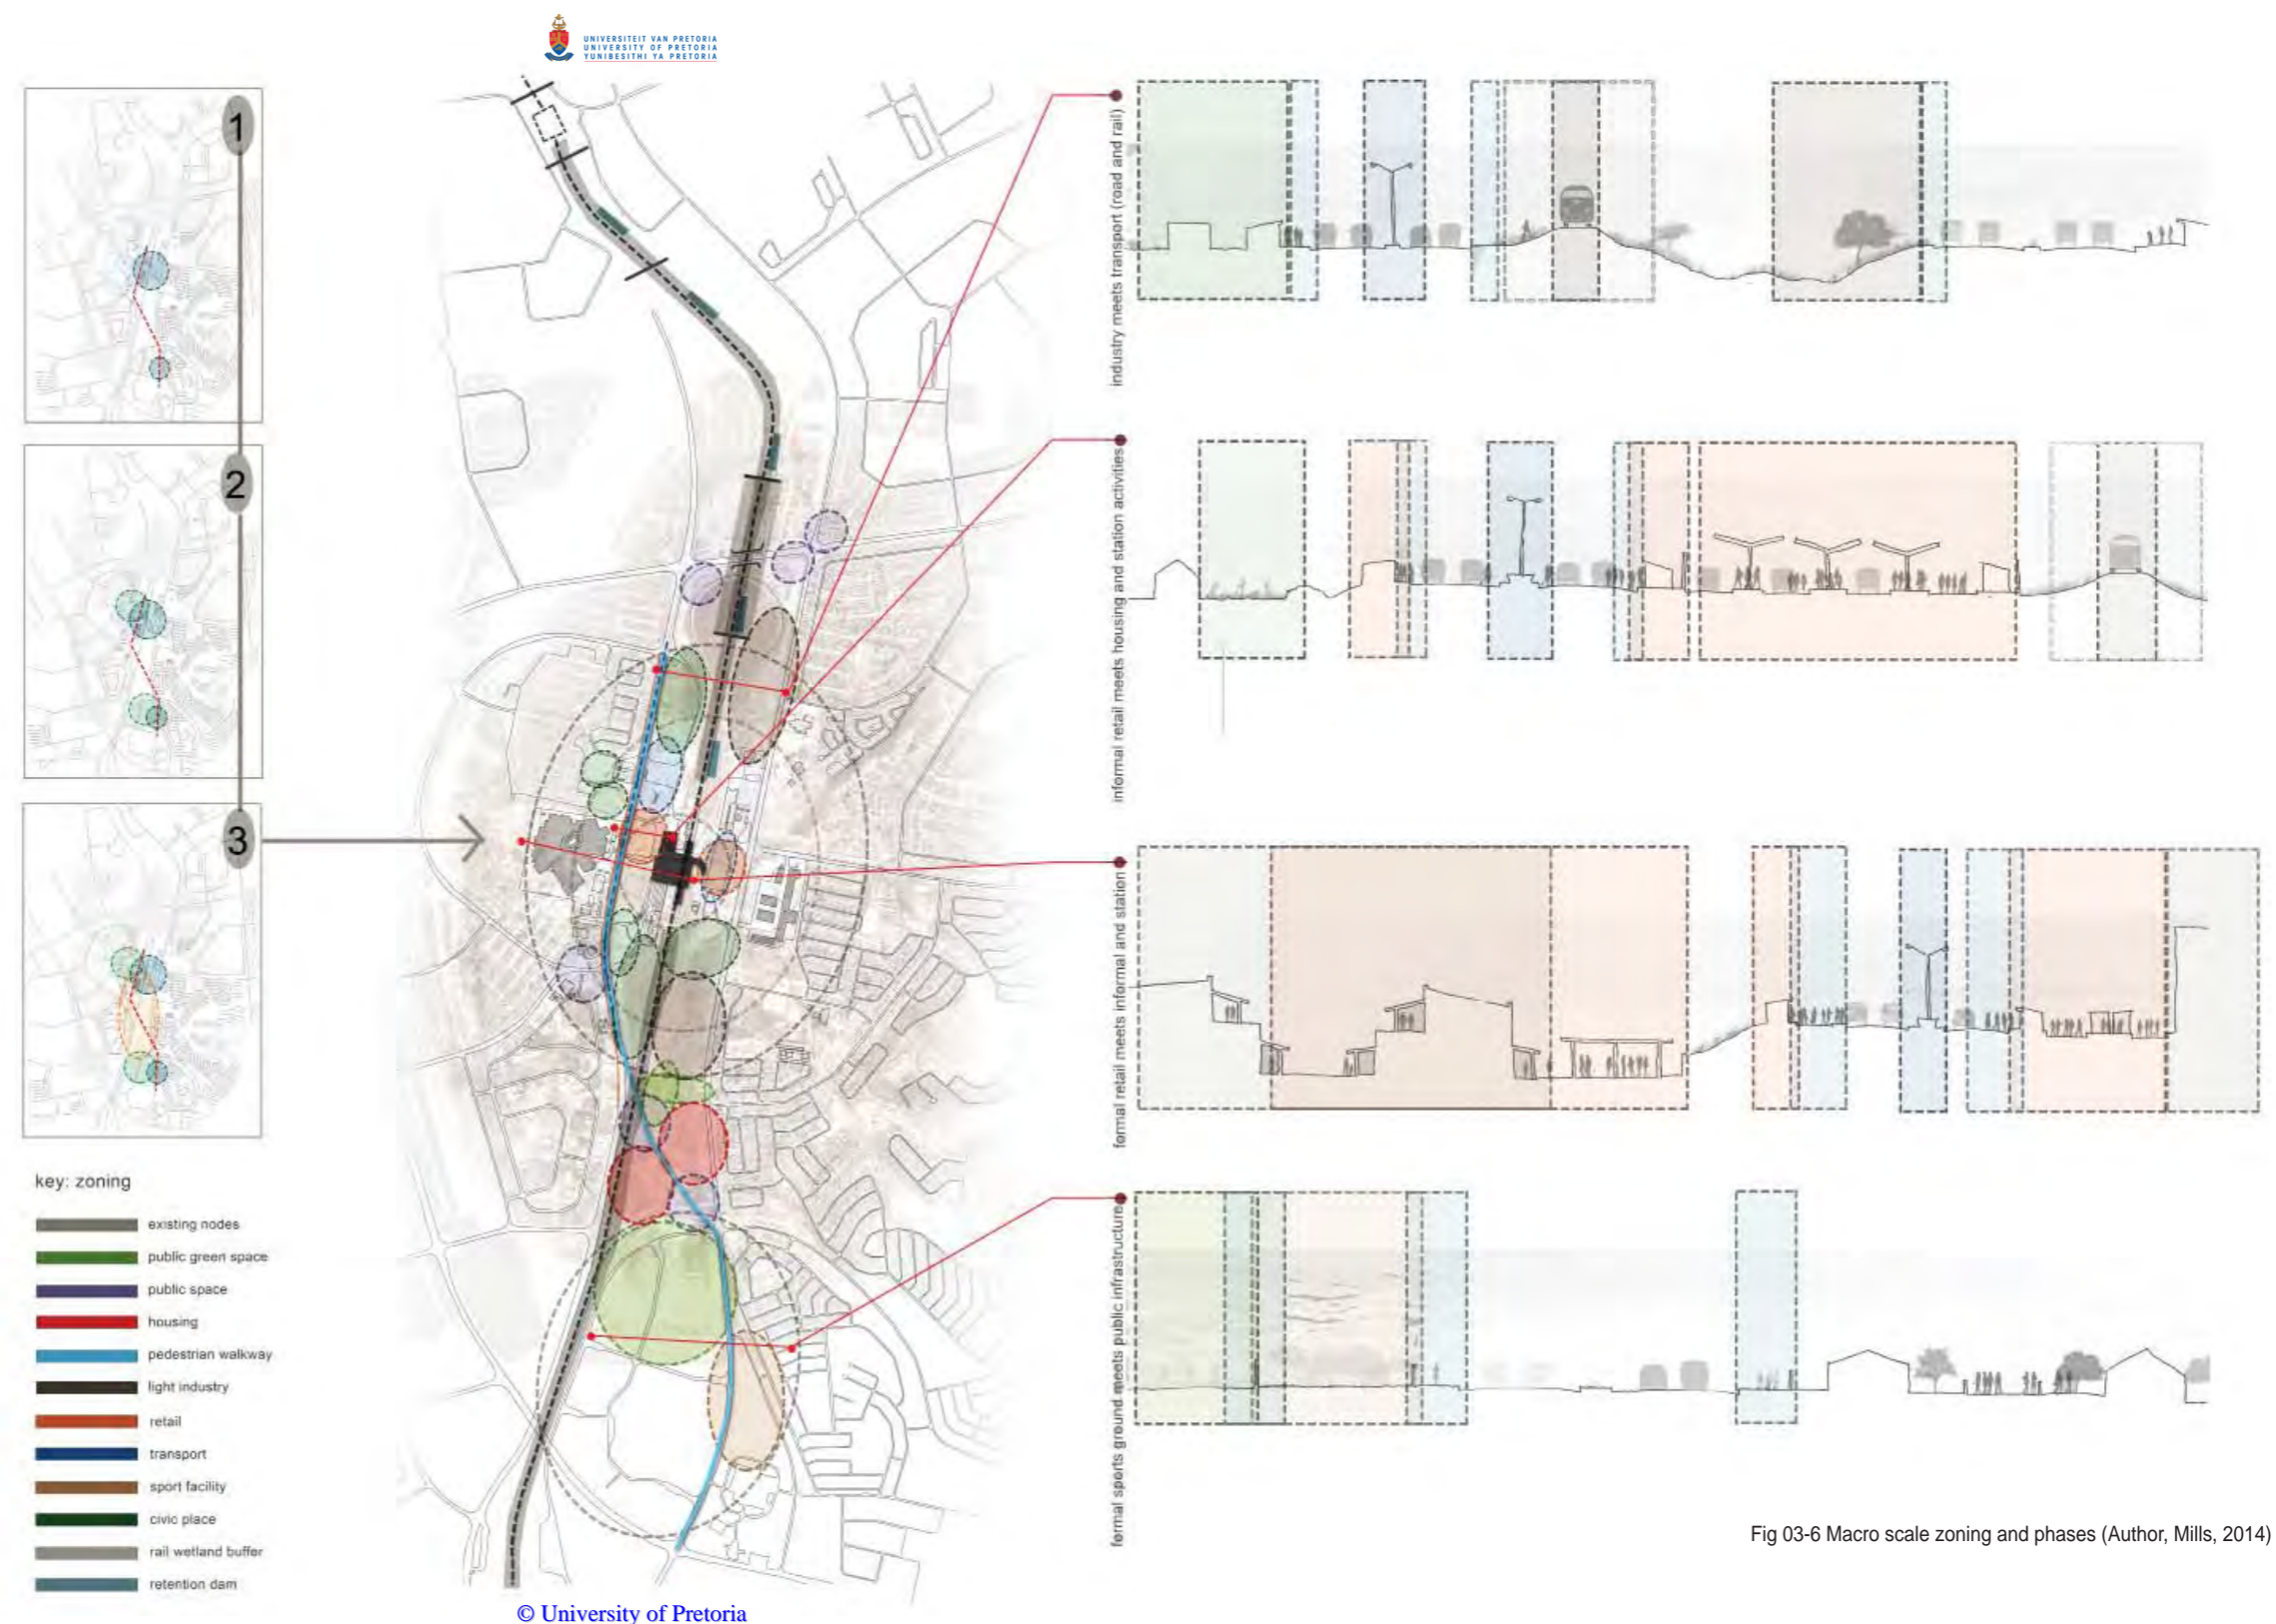 UNIVERSITEIT VAN PRETORIA
UNIVERSITY OF PRETORIA
YUNIBESITHI YA PRETORIA
1
2
3
key: zoning
existing nodes
public green space
public space
housing
pedestrian walkway
light industry
retail
transport
sport facility
civic place
rail wetland buffer
retention dam
industry meets transport (road and rail)
informal retail meets housing and station activities
formal retail meets informal and station
formal sports ground meets public infrastructure
Fig 03-6 Macro scale zoning and phases (Author, Mills, 2014)
© University of Pretoria